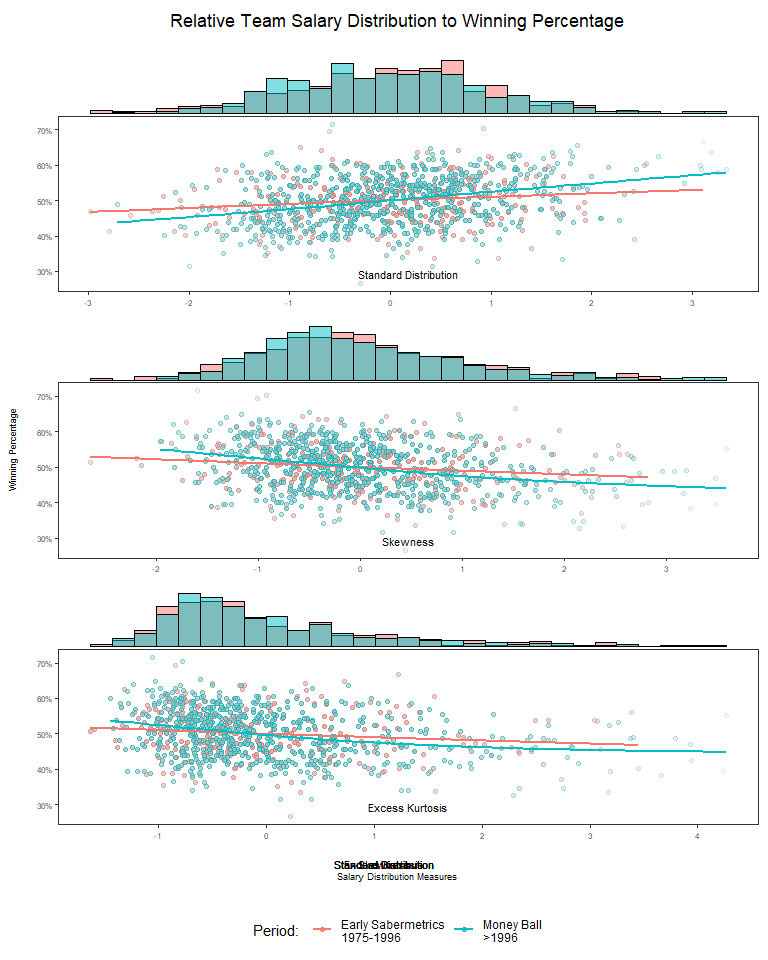 Relative Team Salary Distribution to Winning Percentage
70%
60%
50%
40%
30%
Standard Distribution
-3 -2 -1 0 1 2 3
70%
60%
50%
40%
30%
Skewness
-2 -1 0 1 2 3
Winning Percentage
70%
60%
50%
40%
30%
Excess Kurtosis
-1 0 1 2 3 4
Salary Distribution Measures
Period:
Early Sabermetrics
1975-1996
Money Ball
>1996